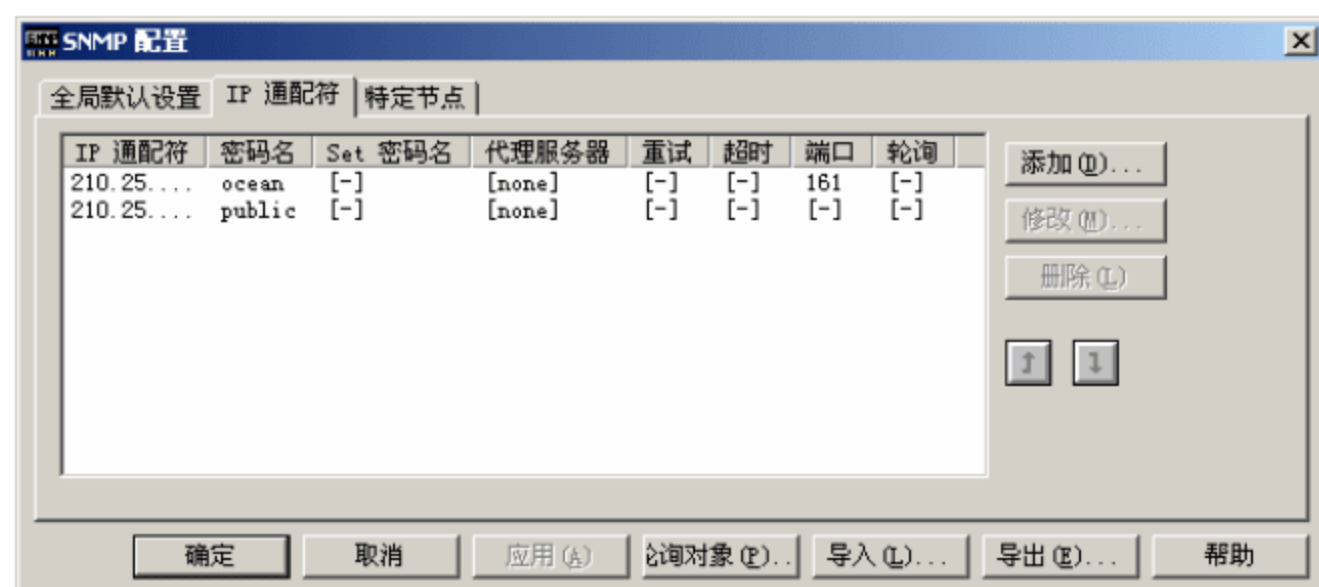 SNMP 配置
全局默认设置 IP 通配符 特定节点
IP 通配符 密码名 Set 密码名 代理服务器 重试 超时 端口 轮询
210.25.... ocean [-] [none] [-] [-] 161 [-]
210.25.... public [-] [none] [-] [-] [-] [-]
添加(D)...
修改(M)...
删除(L)
确定 取消 应用(A) 轮询对象(P).. 导入(L)... 导出(E)... 帮助